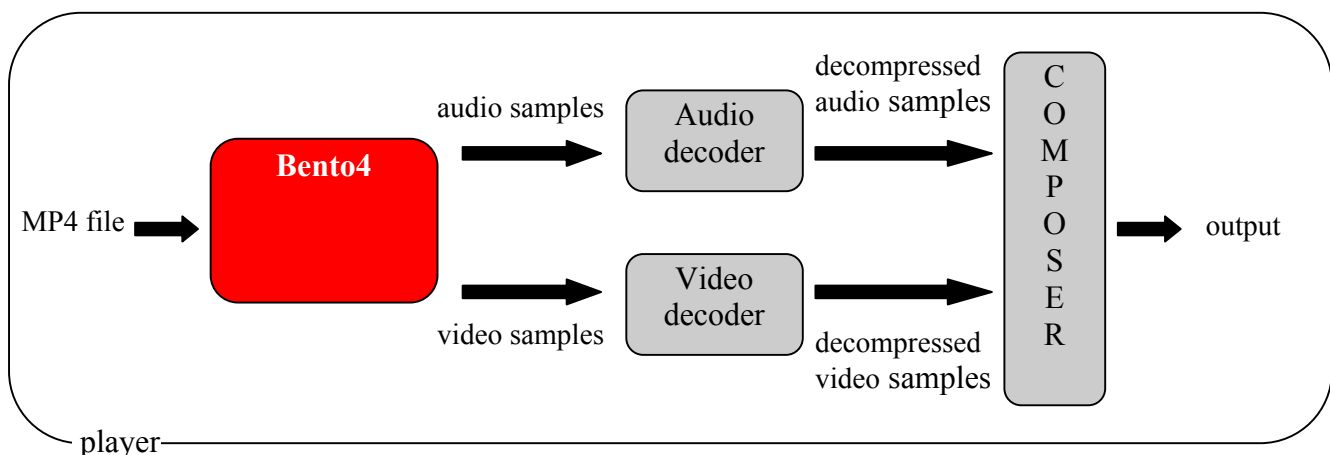 MP4 file
Bento4
audio samples
video samples
Audio
decoder
Video
decoder
decompressed
audio samples
decompressed
video samples
C
O
M
P
O
S
E
R
output
player